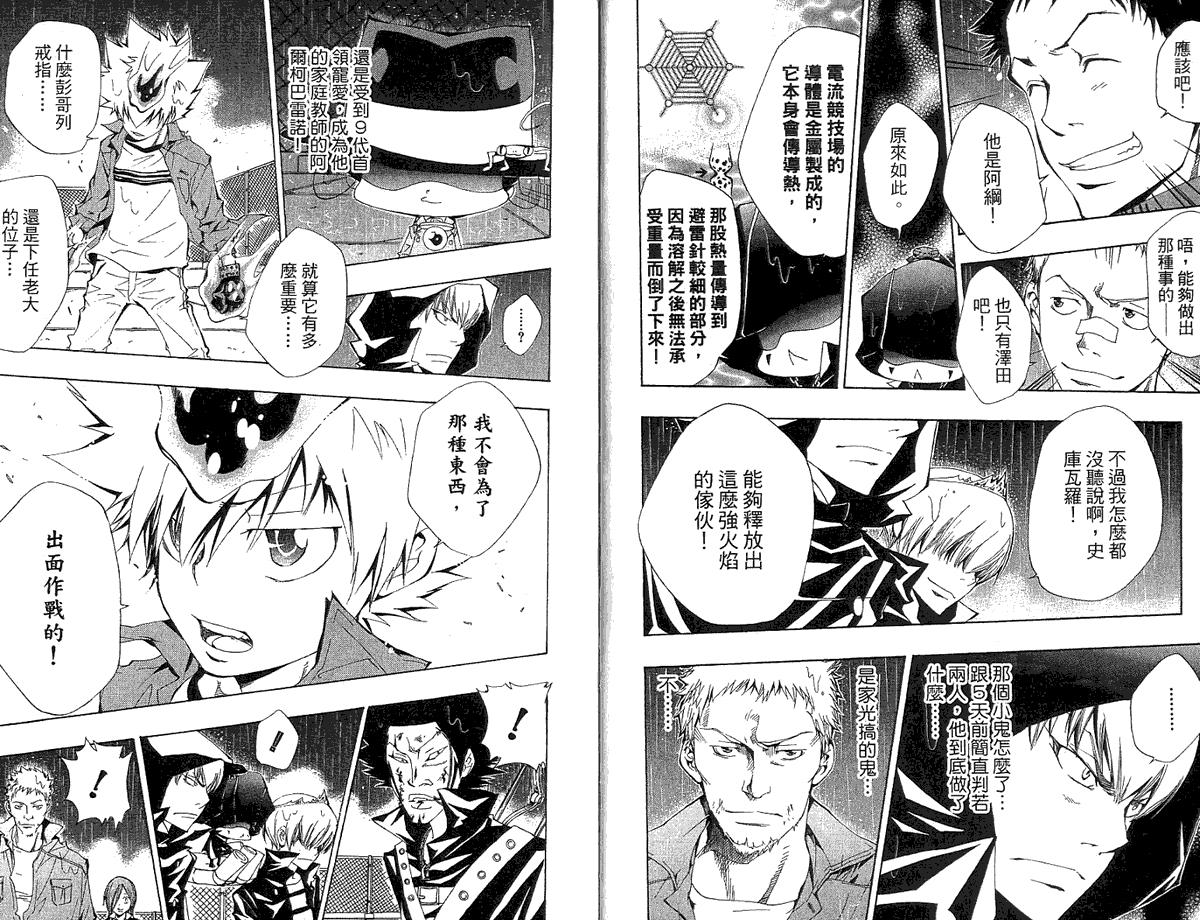 應該吧！
他是阿綱！
唔，能夠做出
那種事的——
也只有澤田
吧！
原來如此。
電流競技場的
導體是金屬製成的，
它本身會傳導熱，
那股熱量傳導到
避雷針較細的部分，
因為溶解之後無法承
受重量而倒了下來！
不過我怎麼都
沒聽說啊，史
庫瓦羅！
能夠釋放出
這麼強火焰
的傢伙！
………
那個小鬼怎麼了…
跟5天前簡直判若
兩人，他到底做了
什麼……
是家光搞的鬼…
不……
還是受到9代首
領寵愛，成為他
的家庭教師的阿
爾柯巴雷諾！
什麼彭哥列
戒指……
還是下任老大
的位子…
就算它有多
麼重要……
……？
我不會為了
那種東西，
出面作戰的！
！
！
！